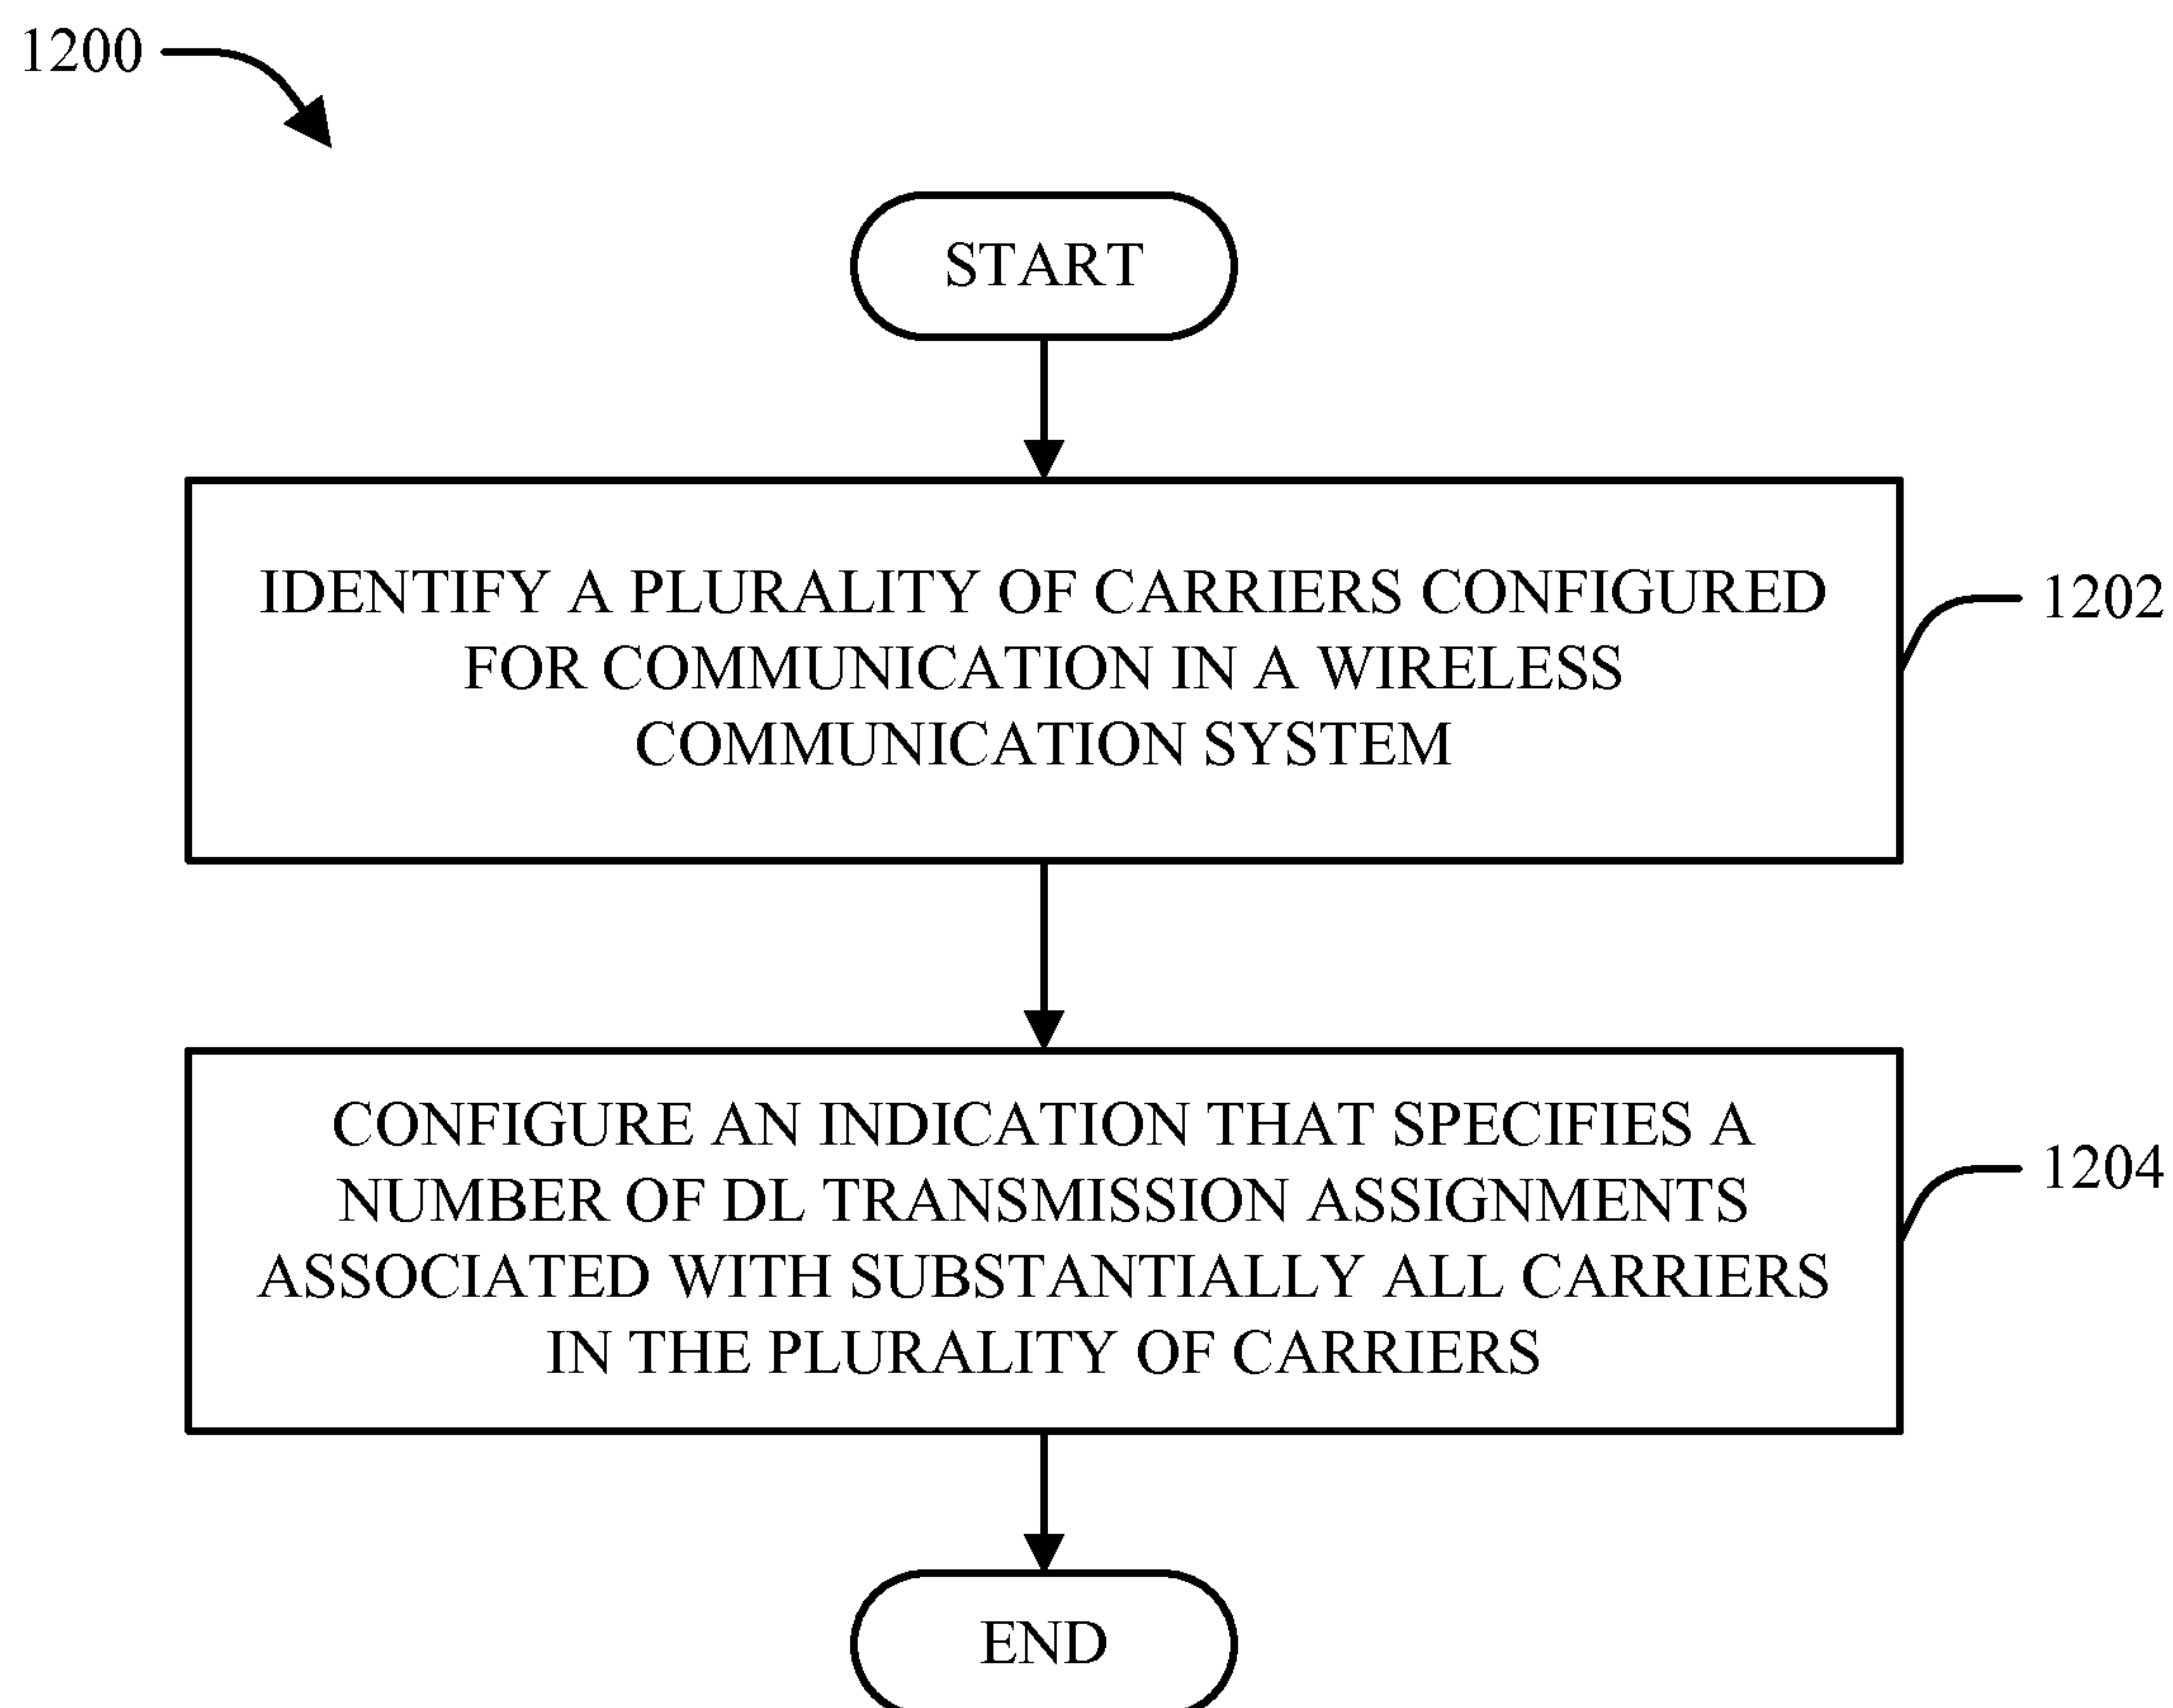 1200
START
IDENTIFY A PLURALITY OF CARRIERS CONFIGURED
FOR COMMUNICATION IN A WIRELESS
COMMUNICATION SYSTEM
1202
CONFIGURE AN INDICATION THAT SPECIFIES A
NUMBER OF DL TRANSMISSION ASSIGNMENTS
ASSOCIATED WITH SUBSTANTIALLY ALL CARRIERS
IN THE PLURALITY OF CARRIERS
1204
END